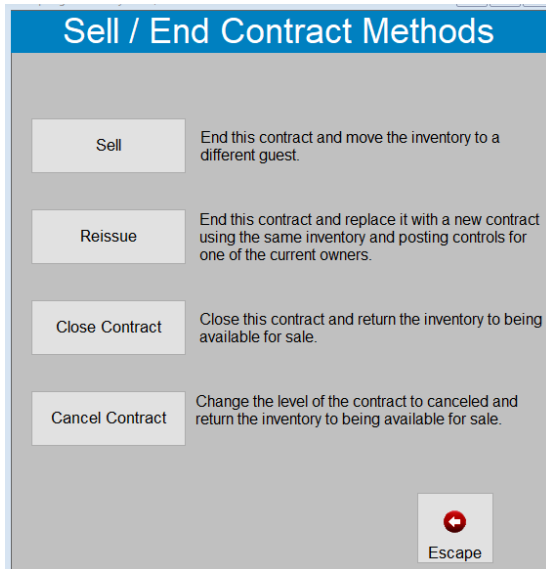 Sell / End Contract Methods
Sell
End this contract and move the inventory to a
different guest.
Reissue
End this contract and replace it with a new contract
using the same inventory and posting controls for
one of the current owners.
Close Contract
Close this contract and return the inventory to being
available for sale.
Cancel Contract
Change the level of the contract to canceled and
return the inventory to being available for sale.
Escape